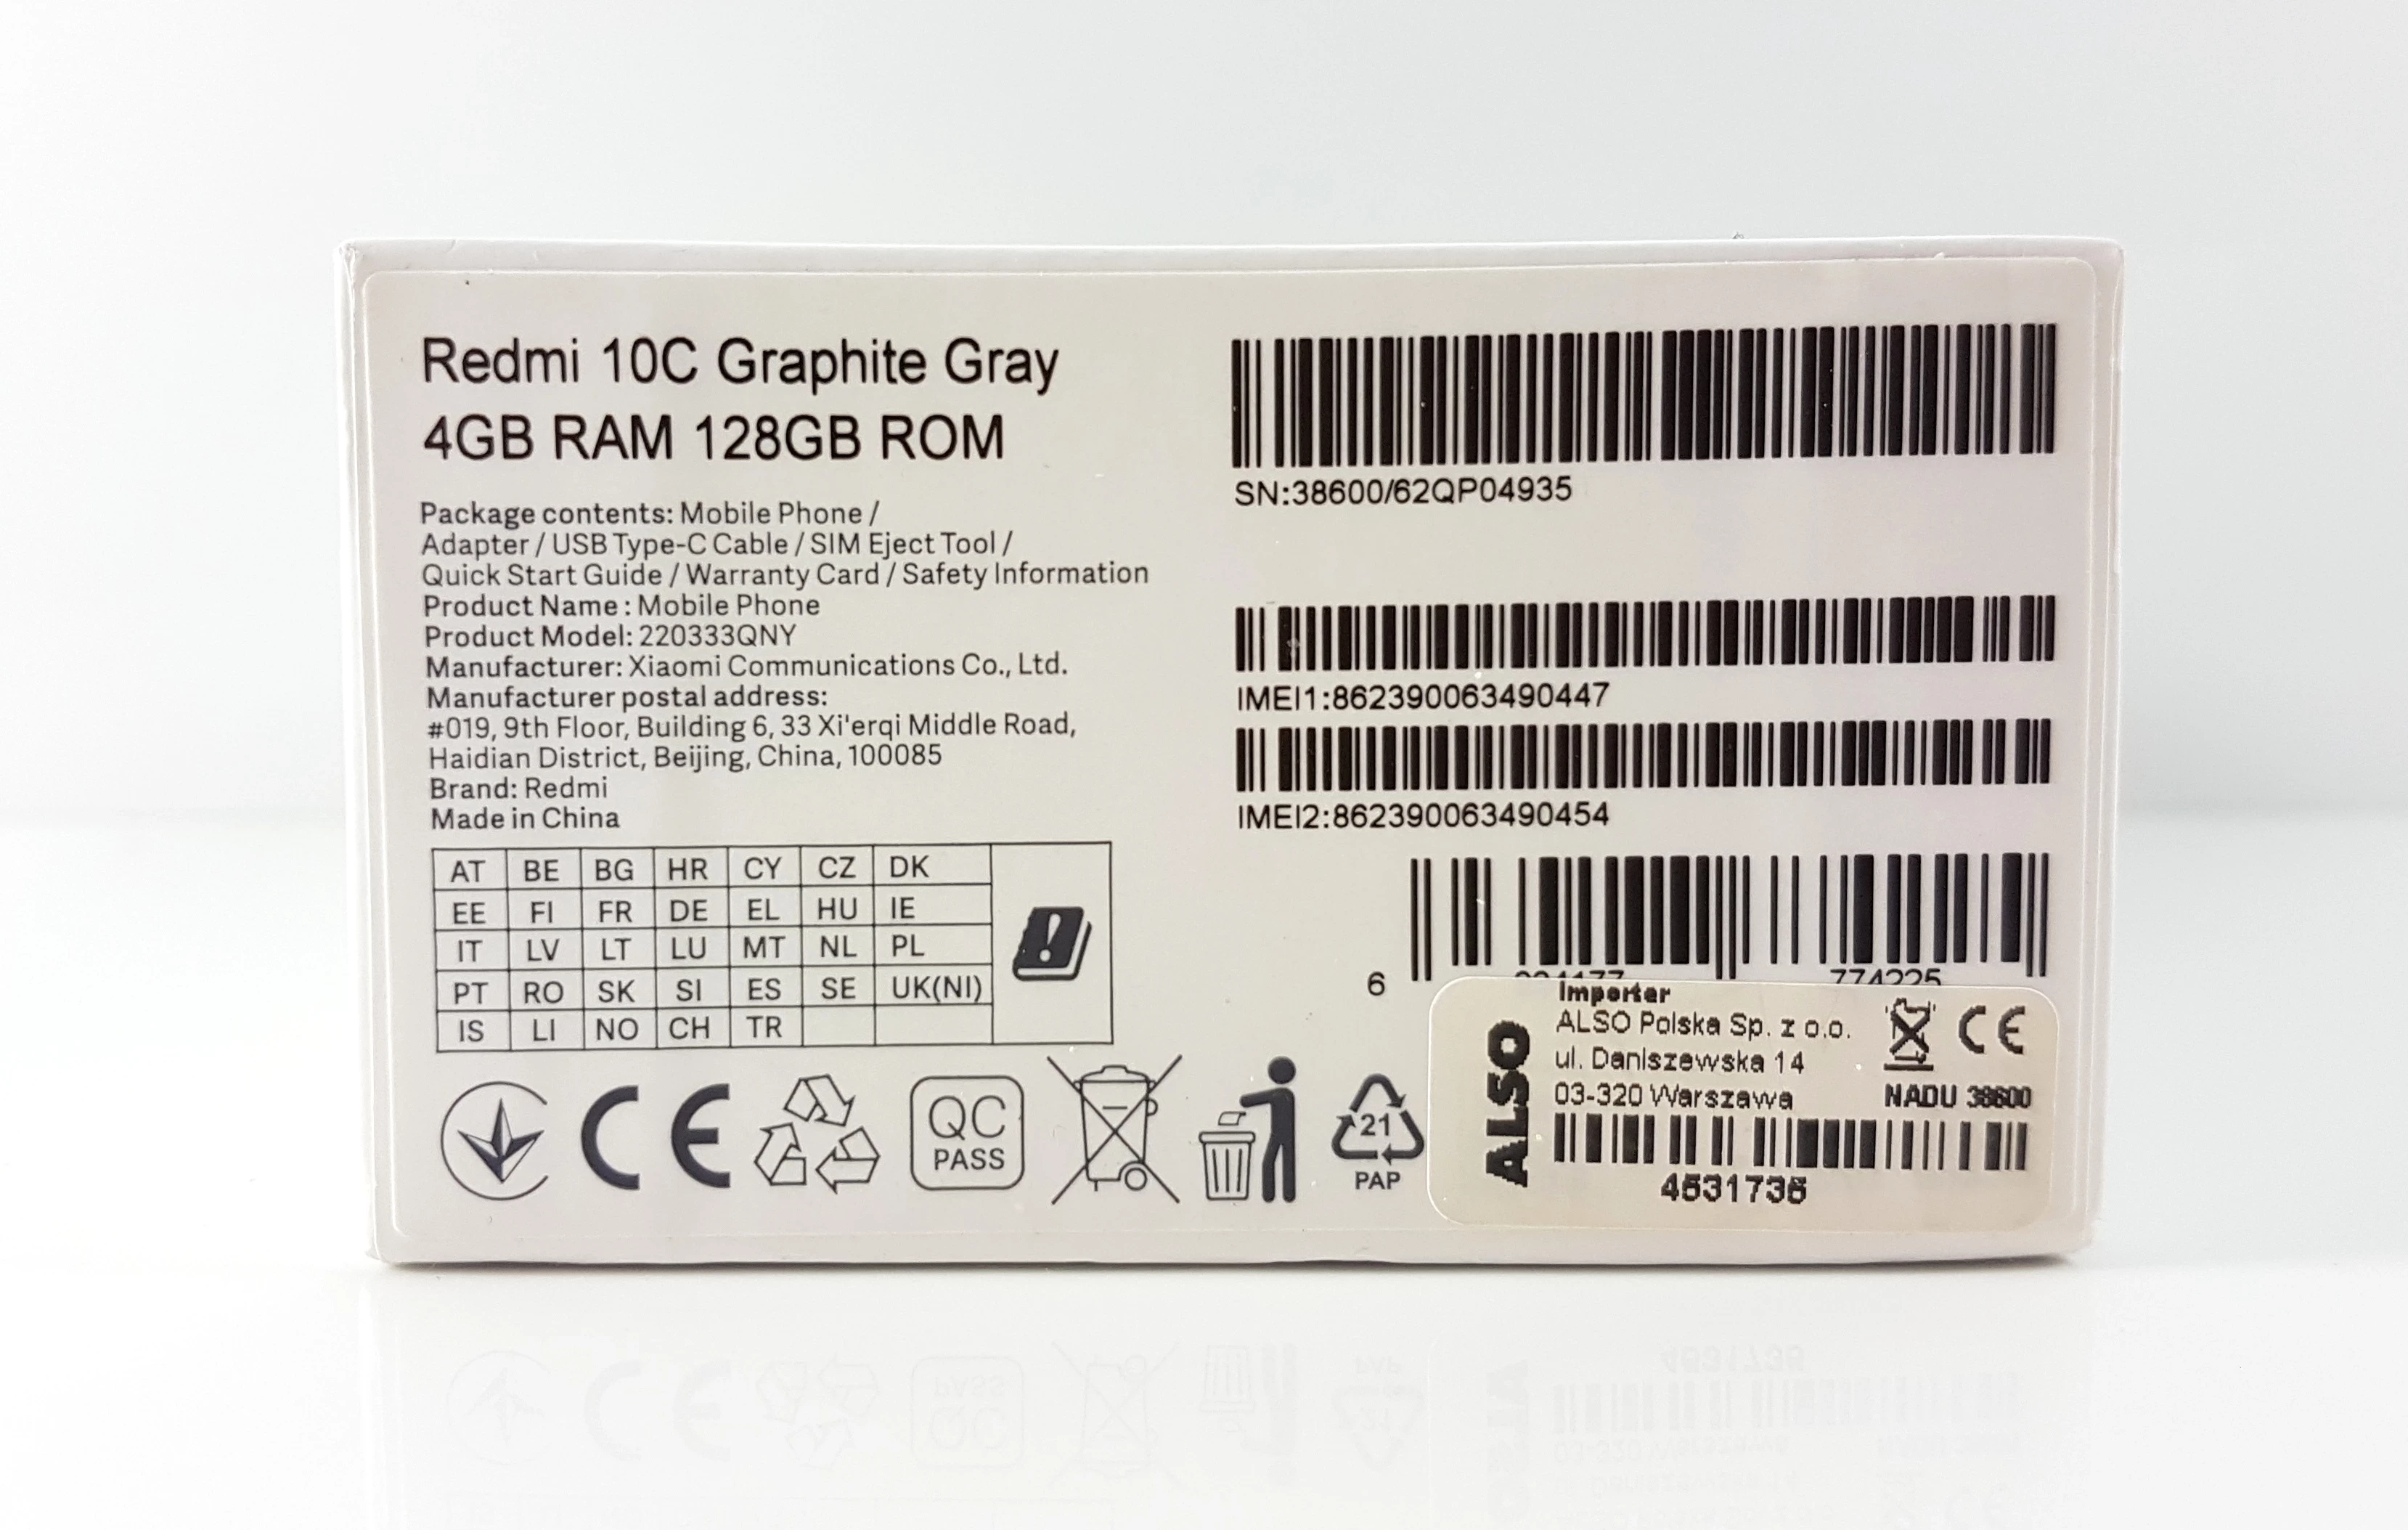 Redmi 10C Graphite Gray
4GB RAM 128GB ROM
Package contents: Mobile Phone /
Adapter / USB Type-C Cable / SIM Eject Tool /
Quick Start Guide / Warranty Card / Safety Information
Product Name : Mobile Phone
Product Model: 220333QNY
Manufacturer: Xiaomi Communications Co., Ltd.
Manufacturer postal address:
#019, 9th Floor, Building 6, 33 Xi'erqi Middle Road,
Haidian District, Beijing, China, 100085
Brand: Redmi
Made in China
AT BE BG HR CY CZ DK
EE FI FR DE EL HU IE
IT LV LT LU MT NL PL
PT RO SK SI ES SE UK(NI)
IS LI NO CH TR
CE
QC
PASS
21
PAP
SN:38600/62QP04935
IMEI1:862390063490447
IMEI2:862390063490454
6 774225
ALSO
Importer
ALSO Polska Sp. z o.o.
ul. Daniszewska 14
03-320 Warszawa
CE
NADU 38600
4531735